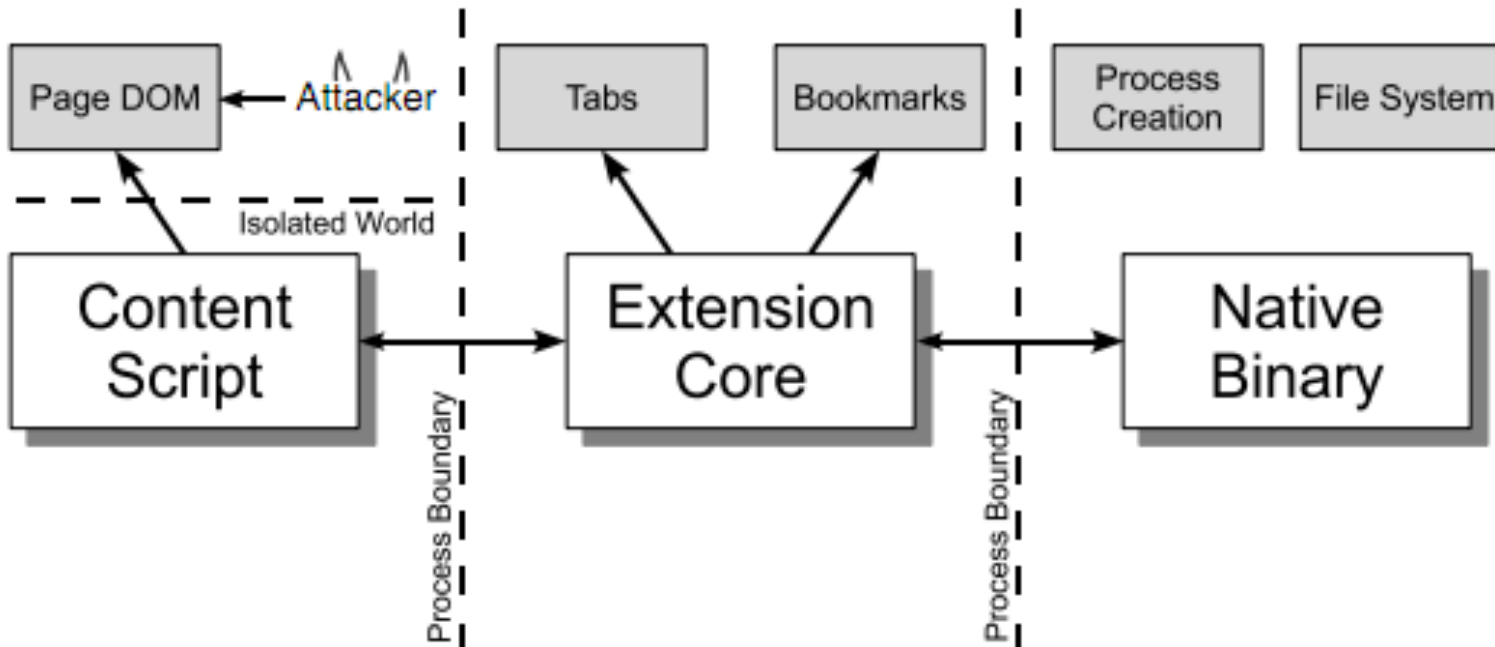 Page DOM
Attacker
Tabs
Bookmarks
Process
Creation
File System
Isolated World
Content
Script
Extension
Core
Native
Binary
Process Boundary
Process Boundary